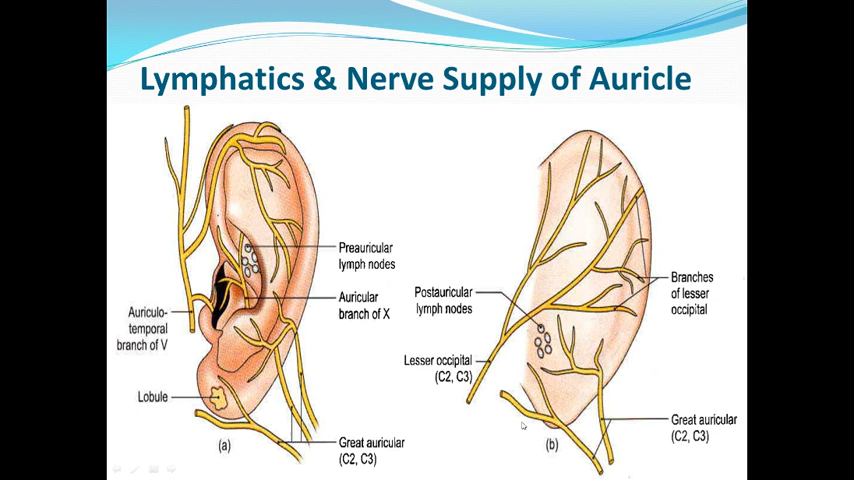 Lymphatics & Nerve Supply of Auricle
Preauricular
lymph nodes
Auricular
branch of X
Auriculo-
temporal
branch of V
Lobule
Great auricular
(C2, C3)
(a)
Postauricular
lymph nodes
Branches
of lesser
occipital
Lesser occipital
(C2, C3)
Great auricular
(C2, C3)
(b)